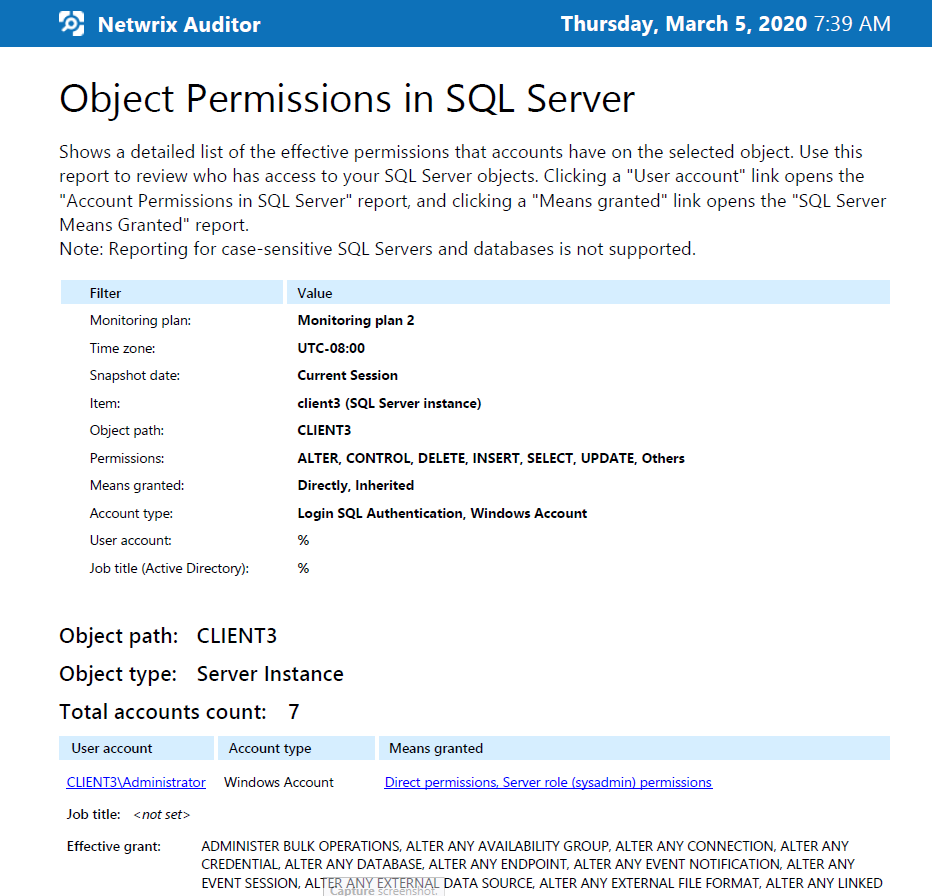 Netwrix Auditor
Thursday, March 5, 2020 7:39 AM
Object Permissions in SQL Server
Shows a detailed list of the effective permissions that accounts have on the selected object. Use this
report to review who has access to your SQL Server objects. Clicking a "User account" link opens the
"Account Permissions in SQL Server" report, and clicking a "Means granted" link opens the "SQL Server
Means Granted" report.
Note: Reporting for case-sensitive SQL Servers and databases is not supported.
Filter Value
Monitoring plan: Monitoring plan 2
Time zone: UTC-08:00
Snapshot date: Current Session
Item: client3 (SQL Server instance)
Object path: CLIENT3
Permissions: ALTER, CONTROL, DELETE, INSERT, SELECT, UPDATE, Others
Means granted: Directly, Inherited
Account type: Login SQL Authentication, Windows Account
User account: %
Job title (Active Directory): %
Object path: CLIENT3
Object type: Server Instance
Total accounts count: 7
User account Account type Means granted
CLIENT3\Administrator Windows Account Direct permissions, Server role (sysadmin) permissions
Job title: <not set>
Effective grant: ADMINISTER BULK OPERATIONS, ALTER ANY AVAILABILITY GROUP, ALTER ANY CONNECTION, ALTER ANY
CREDENTIAL, ALTER ANY DATABASE, ALTER ANY ENDPOINT, ALTER ANY EVENT NOTIFICATION, ALTER ANY
EVENT SESSION, ALTER ANY EXTERNAL DATA SOURCE, ALTER ANY EXTERNAL FILE FORMAT, ALTER ANY LINKED
Capture screenshot.